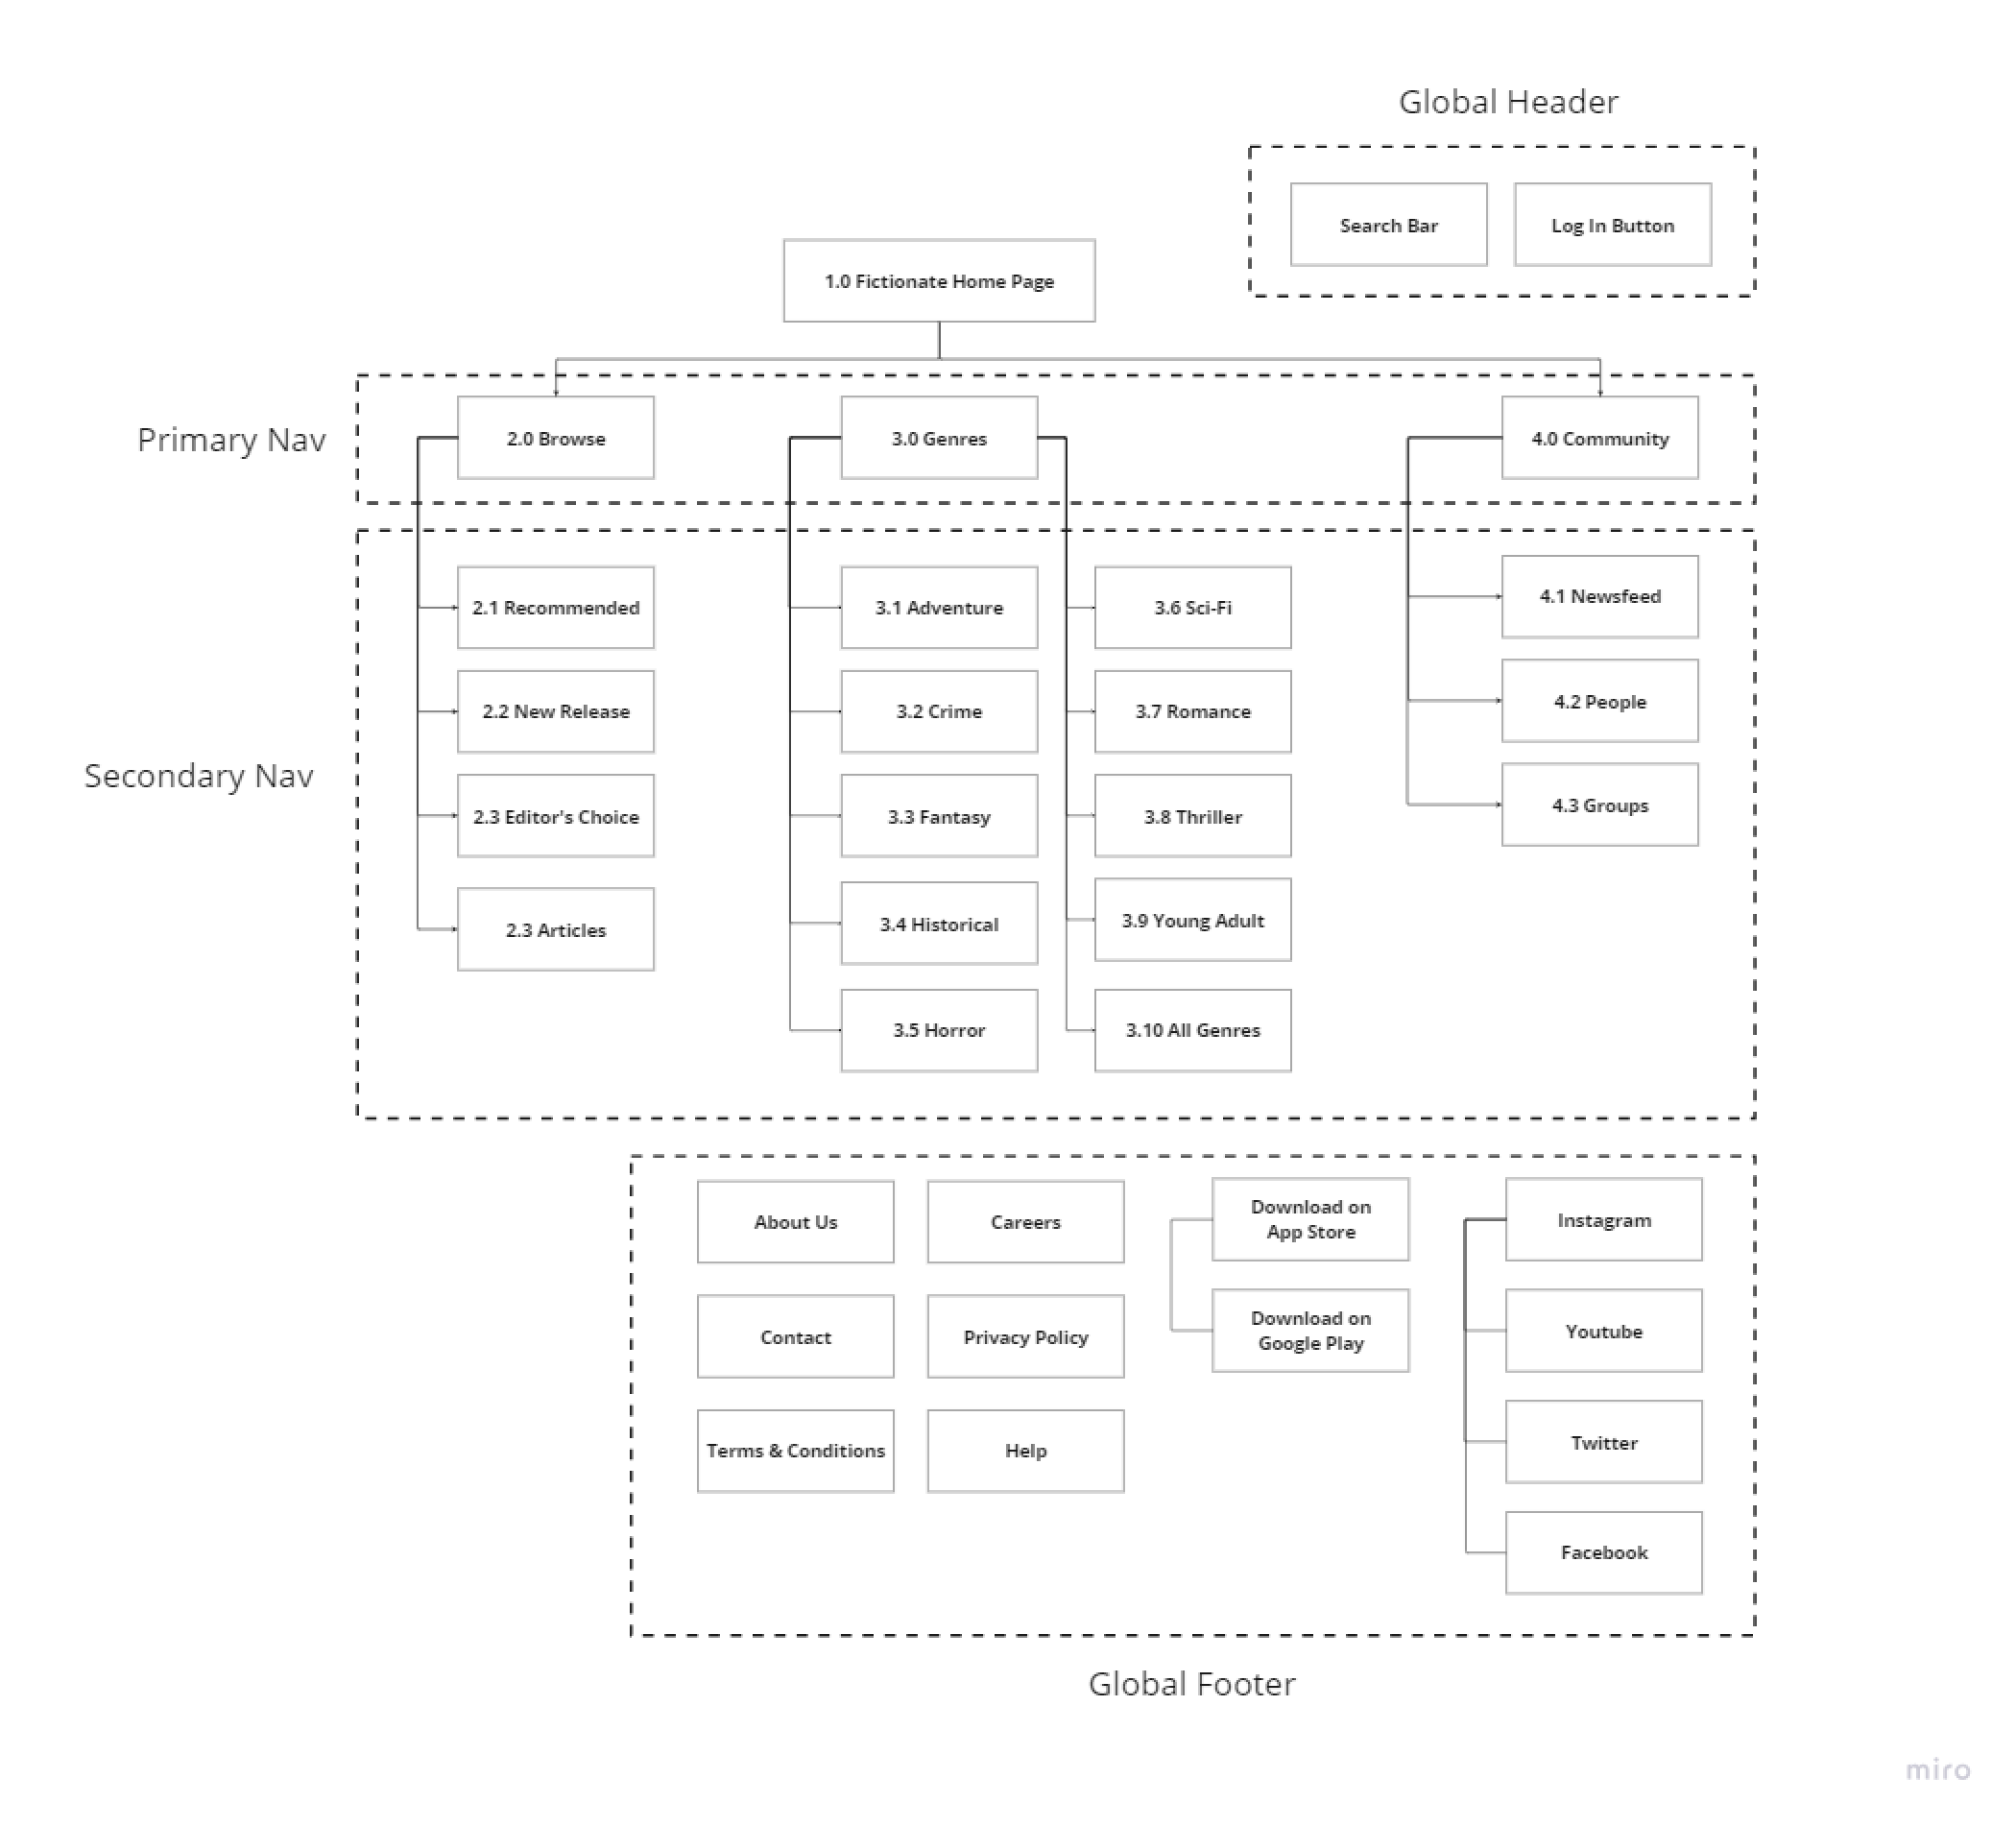 Global Header
Search Bar
Log In Button
1.0 Fictionate Home Page
Primary Nav
2.0 Browse
3.0 Genres
4.0 Community
Secondary Nav
2.1 Recommended
2.2 New Release
2.3 Editor's Choice
2.3 Articles
3.1 Adventure
3.2 Crime
3.3 Fantasy
3.4 Historical
3.5 Horror
3.6 Sci-Fi
3.7 Romance
3.8 Thriller
3.9 Young Adult
3.10 All Genres
4.1 Newsfeed
4.2 People
4.3 Groups
About Us
Contact
Terms & Conditions
Careers
Privacy Policy
Help
Download on
App Store
Download on
Google Play
Instagram
Youtube
Twitter
Facebook
Global Footer
miro